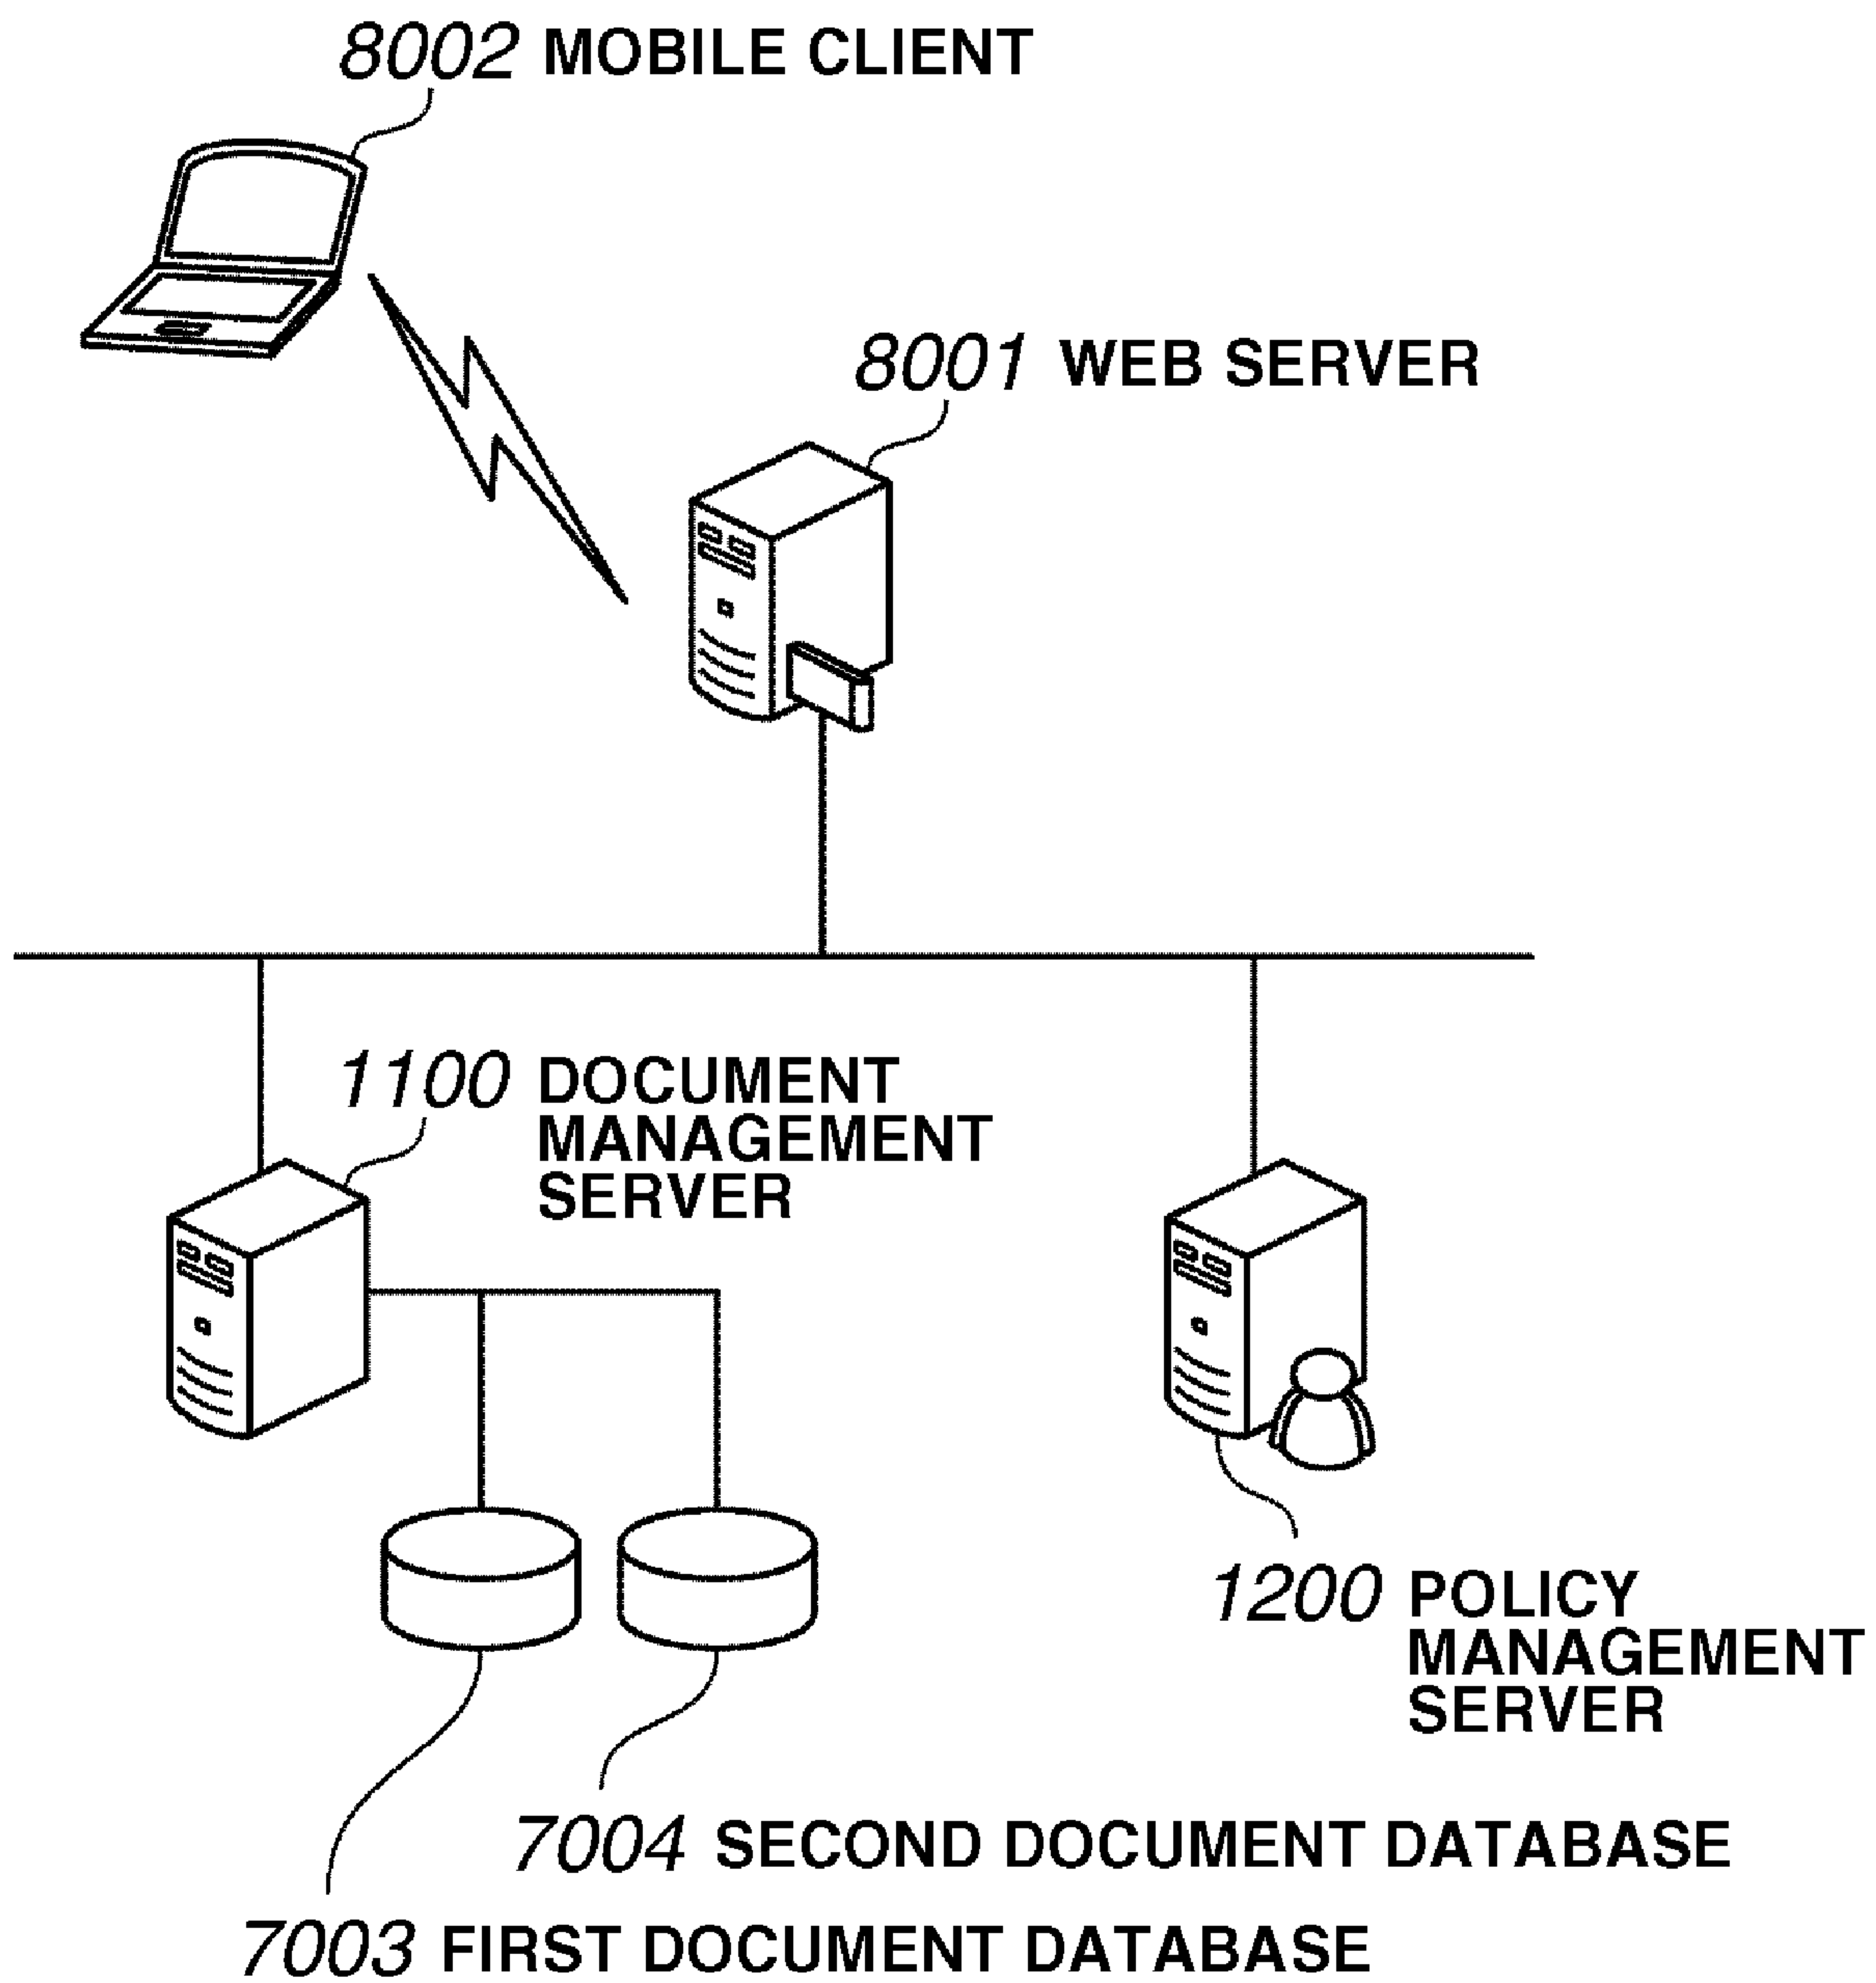 8002 MOBILE CLIENT
8001 WEB SERVER
1100 DOCUMENT
MANAGEMENT
SERVER
1200 POLICY
MANAGEMENT
SERVER
7004 SECOND DOCUMENT DATABASE
7003 FIRST DOCUMENT DATABASE